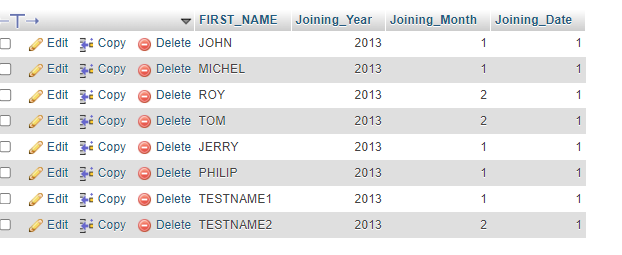 FIRST_NAME Joining_Year Joining_Month Joining_Date
Edit Copy Delete JOHN 2013 1 1
Edit Copy Delete MICHEL 2013 1 1
Edit Copy Delete ROY 2013 2 1
Edit Copy Delete TOM 2013 2 1
Edit Copy Delete JERRY 2013 1 1
Edit Copy Delete PHILIP 2013 1 1
Edit Copy Delete TESTNAME1 2013 1 1
Edit Copy Delete TESTNAME2 2013 2 1